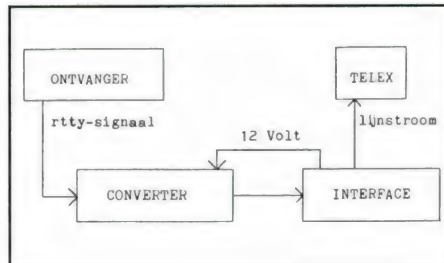 ONTVANGER
TELEX
rtty-signaal
lijnstroom
12 Volt
CONVERTER
INTERFACE